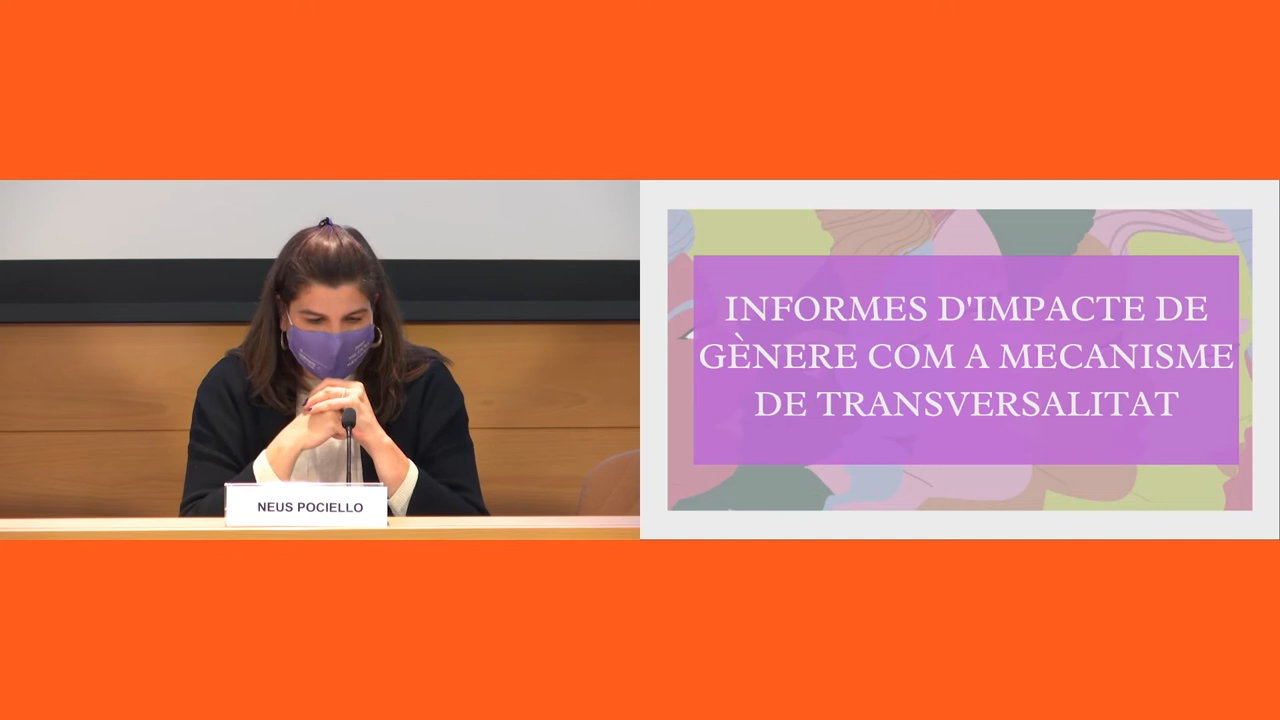 NEUS POCIELLO
INFORMES D'IMPACTE DE
GÈNERE COM A MECANISME
DE TRANSVERSALITAT